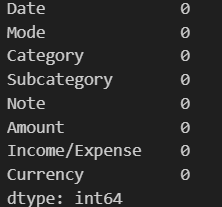 Date 0
Mode 0
Category 0
Subcategory 0
Note 0
Amount 0
Income/Expense 0
Currency 0
dtype: int64